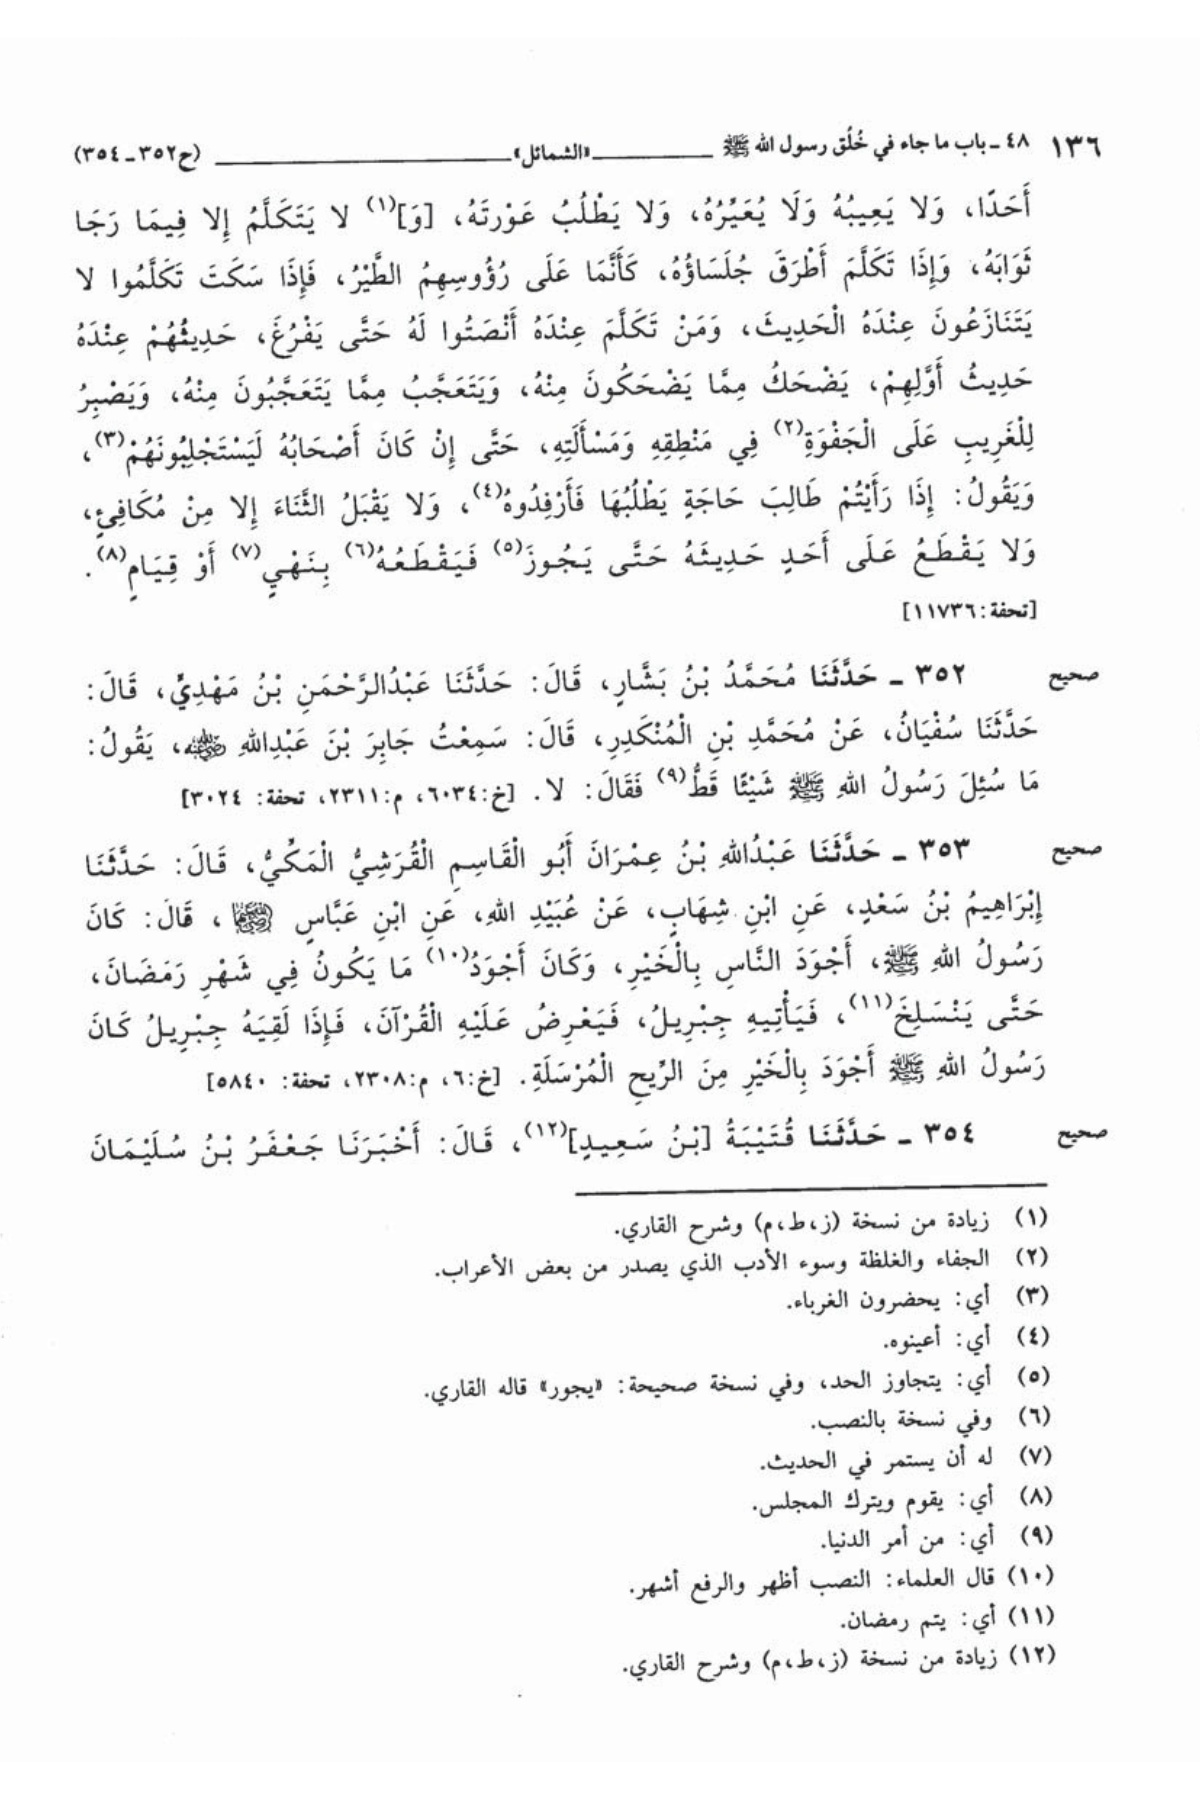 ١٣٦ ٤٨ ـ باب ما جاء في خُلُق رسول الله ﷺ «الشمائل» (ح٣٥٢ـ٣٥٤)
أَحَدًا، وَلا يَعِيبُهُ وَلَا يُعَيِّرُهُ، وَلا يَطْلُبُ عَوْرتَهُ، [وَ](١) لا يَتَكَلَّمُ إِلا فِيمَا رَجَا
ثَوَابَهُ، وَإِذَا تَكَلَّمَ أَطْرَقَ جُلَسَاؤُهُ، كَأَنَّمَا عَلَى رُؤُوسِهِمُ الطَّيْرُ، فَإِذَا سَكَتَ تَكَلَّمُوا لا
يَتَنَازَعُونَ عِنْدَهُ الْحَدِيثَ، وَمَنْ تَكَلَّمَ عِنْدَهُ أَنْصَتُوا لَهُ حَتَّى يَفْرُغَ، حَدِيثُهُمْ عِنْدَهُ
حَدِيثُ أَوَّلِهِمْ، يَضْحَكُ مِمَّا يَضْحَكُونَ مِنْهُ، وَيَتَعَجَّبُ مِمَّا يَتَعَجَّبُونَ مِنْهُ، وَيَصْبِرُ
لِلْغَرِيبِ عَلَى الْجَفْوَةِ(٢) فِي مَنْطِقِهِ وَمَسْأَلَتِهِ، حَتَّى إِنْ كَانَ أَصْحَابُهُ لَيَسْتَجْلِبُونَهُمْ(٣)،
وَيَقُولُ: إِذَا رَأَيْتُمْ طَالِبَ حَاجَةٍ يَطْلُبُهَا فَأَرْفِدُوهُ(٤)، وَلا يَقْبَلُ الثَّنَاءَ إِلا مِنْ مُكَافِئٍ،
وَلا يَقْطَعُ عَلَى أَحَدٍ حَدِيثَهُ حَتَّى يَجُوزَ(٥) فَيَقْطَعُهُ(٦) بِنَهْيٍ(٧) أَوْ قِيَامٍ(٨).
[تحفة:١١٧٣٦]
صحيح ٣٥٢ ـ حَدَّثَنَا مُحَمَّدُ بْنُ بَشَّارٍ، قَالَ: حَدَّثَنَا عَبْدُالرَّحْمَنِ بْنُ مَهْدِيٍّ، قَالَ:
حَدَّثَنَا سُفْيَانُ، عَنْ مُحَمَّدِ بْنِ الْمُنْكَدِرِ، قَالَ: سَمِعْتُ جَابِرَ بْنَ عَبْدِاللهِ رضي الله عنه، يَقُولُ:
مَا سُئِلَ رَسُولُ اللهِ ﷺ شَيْئًا قَطُّ(٩) فَقَالَ: لا. [خ:٦٠٣٤، م:٢٣١١، تحفة: ٣٠٢٤]
صحيح ٣٥٣ ـ حَدَّثَنَا عَبْدُاللهِ بْنُ عِمْرَانَ أَبُو الْقَاسِمِ الْقُرَشِيُّ الْمَكِّيُّ، قَالَ: حَدَّثَنَا
إِبْرَاهِيمُ بْنُ سَعْدٍ، عَنِ ابْنِ شِهَابٍ، عَنْ عُبَيْدِ اللهِ، عَنِ ابْنِ عَبَّاسٍ رضي الله عنهما، قَالَ: كَانَ
رَسُولُ اللهِ ﷺ، أَجْوَدَ النَّاسِ بِالْخَيْرِ، وَكَانَ أَجْوَدُ(١٠) مَا يَكُونُ فِي شَهْرِ رَمَضَانَ،
حَتَّى يَنْسَلِخَ(١١)، فَيَأْتِيهِ جِبْرِيلُ، فَيَعْرِضُ عَلَيْهِ الْقُرْآنَ، فَإِذَا لَقِيَهُ جِبْرِيلُ كَانَ
رَسُولُ اللهِ ﷺ أَجْوَدَ بِالْخَيْرِ مِنَ الرِّيحِ الْمُرْسَلَةِ. [خ:٦، م:٢٣٠٨، تحفة: ٥٨٤٠]
صحيح ٣٥٤ ـ حَدَّثَنَا قُتَيْبَةُ [بْنُ سَعِيدٍ](١٢)، قَالَ: أَخْبَرَنَا جَعْفَرُ بْنُ سُلَيْمَانَ
(١) زيادة من نسخة (ز،ط،م) وشرح القاري.
(٢) الجفاء والغلظة وسوء الأدب الذي يصدر من بعض الأعراب.
(٣) أي: يحضرون الغرباء.
(٤) أي: أعينوه.
(٥) أي: يتجاوز الحد، وفي نسخة صحيحة: «يجور» قاله القاري.
(٦) وفي نسخة بالنصب.
(٧) له أن يستمر في الحديث.
(٨) أي: يقوم ويترك المجلس.
(٩) أي: من أمر الدنيا.
(١٠) قال العلماء: النصب أظهر والرفع أشهر.
(١١) أي: يتم رمضان.
(١٢) زيادة من نسخة (ز،ط،م) وشرح القاري.